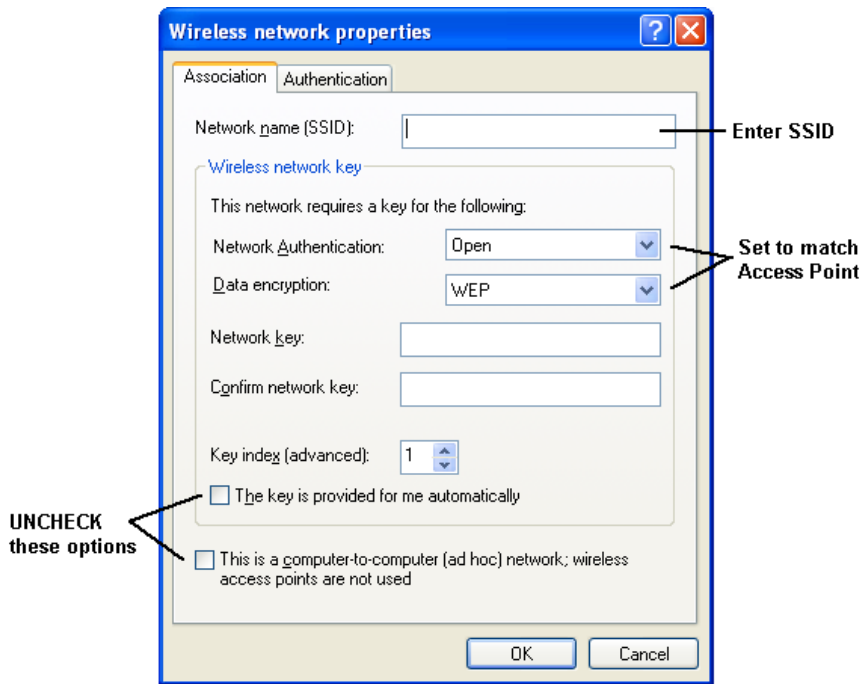 Wireless network properties
Association
Authentication
Network name (SSID):
Enter SSID
Wireless network key
This network requires a key for the following:
Network Authentication:
Open
Set to match
Access Point
Data encryption:
WEP
Network key:
Confirm network key:
Key index (advanced):
1
The key is provided for me automatically
UNCHECK
these options
This is a computer-to-computer (ad hoc) network; wireless
access points are not used
OK
Cancel